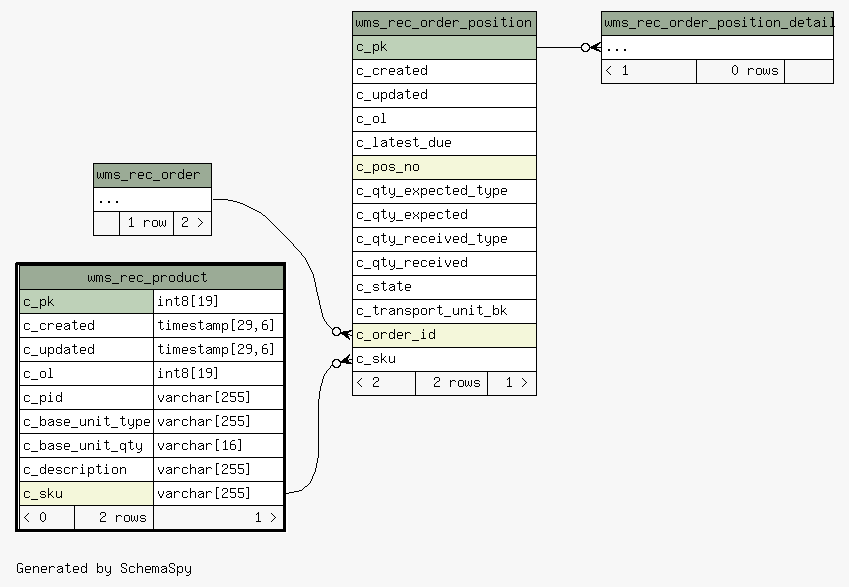 wms_rec_order_position
c_pk
c_created
c_updated
c_ol
c_latest_due
c_pos_no
c_qty_expected_type
c_qty_expected
c_qty_received_type
c_qty_received
c_state
c_transport_unit_bk
c_order_id
c_sku
< 2 2 rows 1 >
wms_rec_order_position_detail
...
< 1 0 rows
wms_rec_order
...
1 row 2 >
wms_rec_product
c_pk int8[19]
c_created timestamp[29,6]
c_updated timestamp[29,6]
c_ol int8[19]
c_pid varchar[255]
c_base_unit_type varchar[255]
c_base_unit_qty varchar[16]
c_description varchar[255]
c_sku varchar[255]
< 0 2 rows 1 >
Generated by SchemaSpy